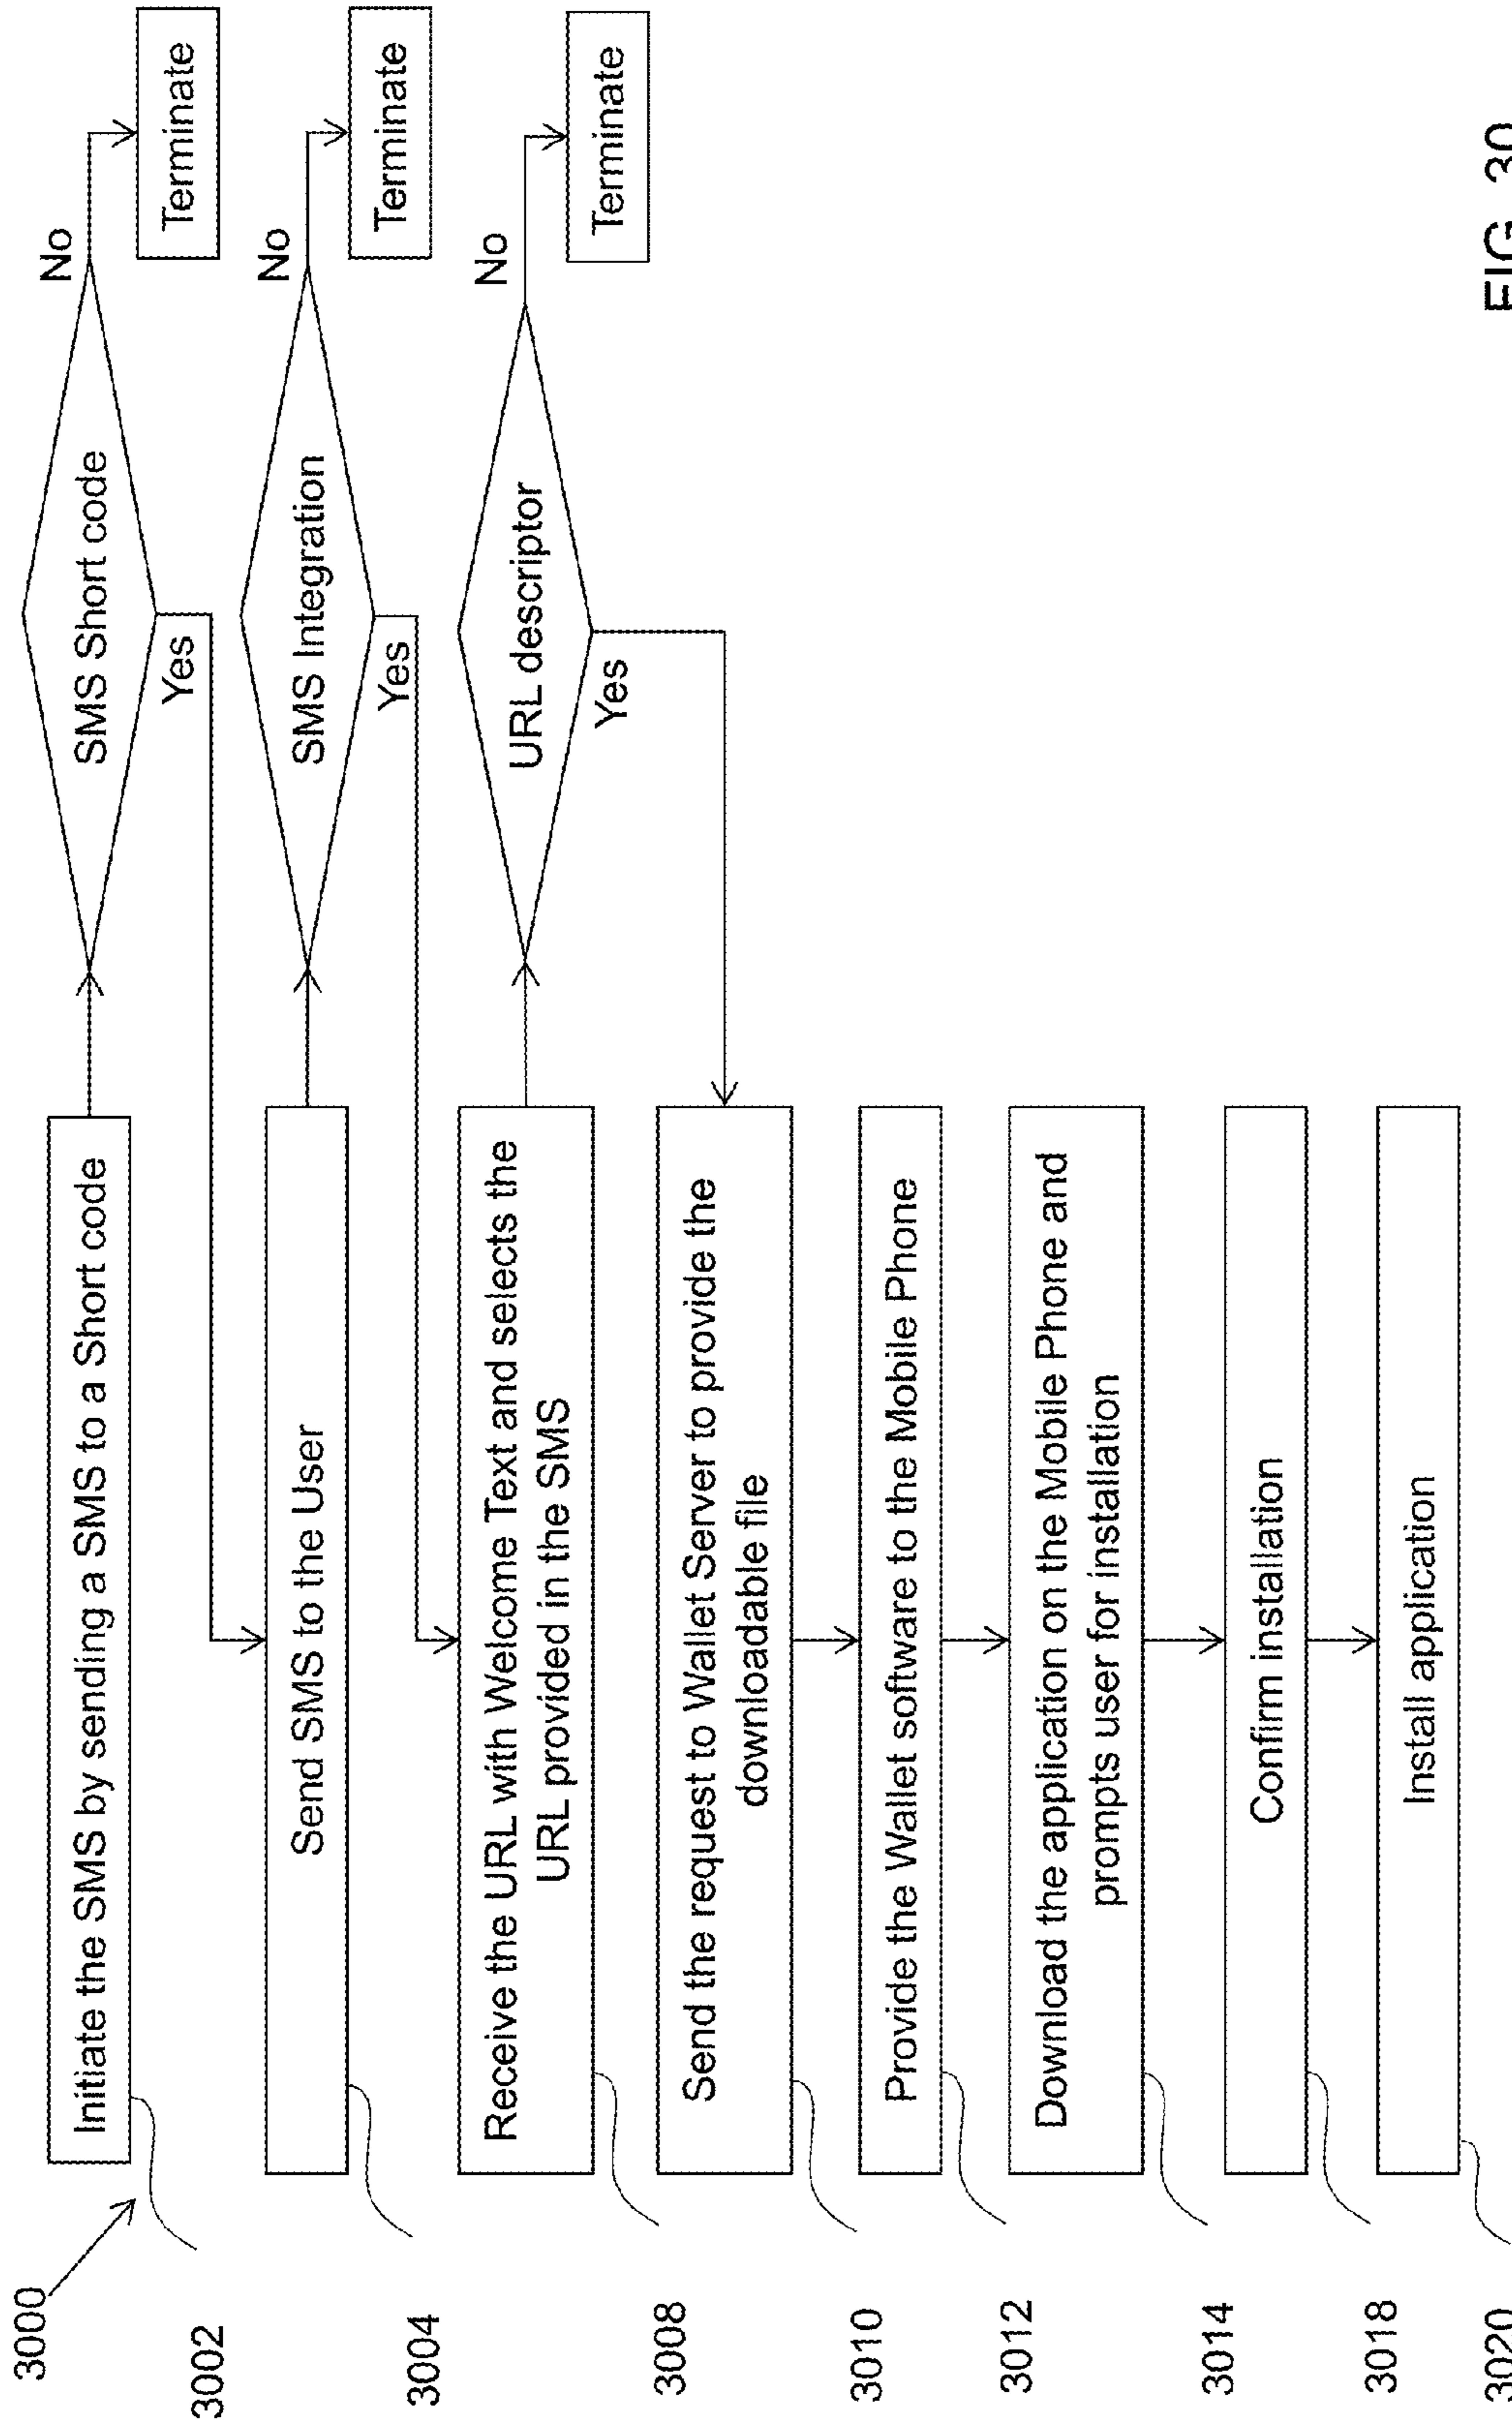 3000
Initiate the SMS by sending a SMS to a Short code
SMS Short code
No
Terminate
Yes
3002
Send SMS to the User
SMS Integration
No
Terminate
Yes
3004
Receive the URL with Welcome Text and selects the
URL provided in the SMS
URL descriptor
No
Terminate
Yes
3008
Send the request to Wallet Server to provide the
downloadable file
3010
Provide the Wallet software to the Mobile Phone
3012
Download the application on the Mobile Phone and
prompts user for installation
3014
Confirm installation
3018
Install application
3020
FIG. 30